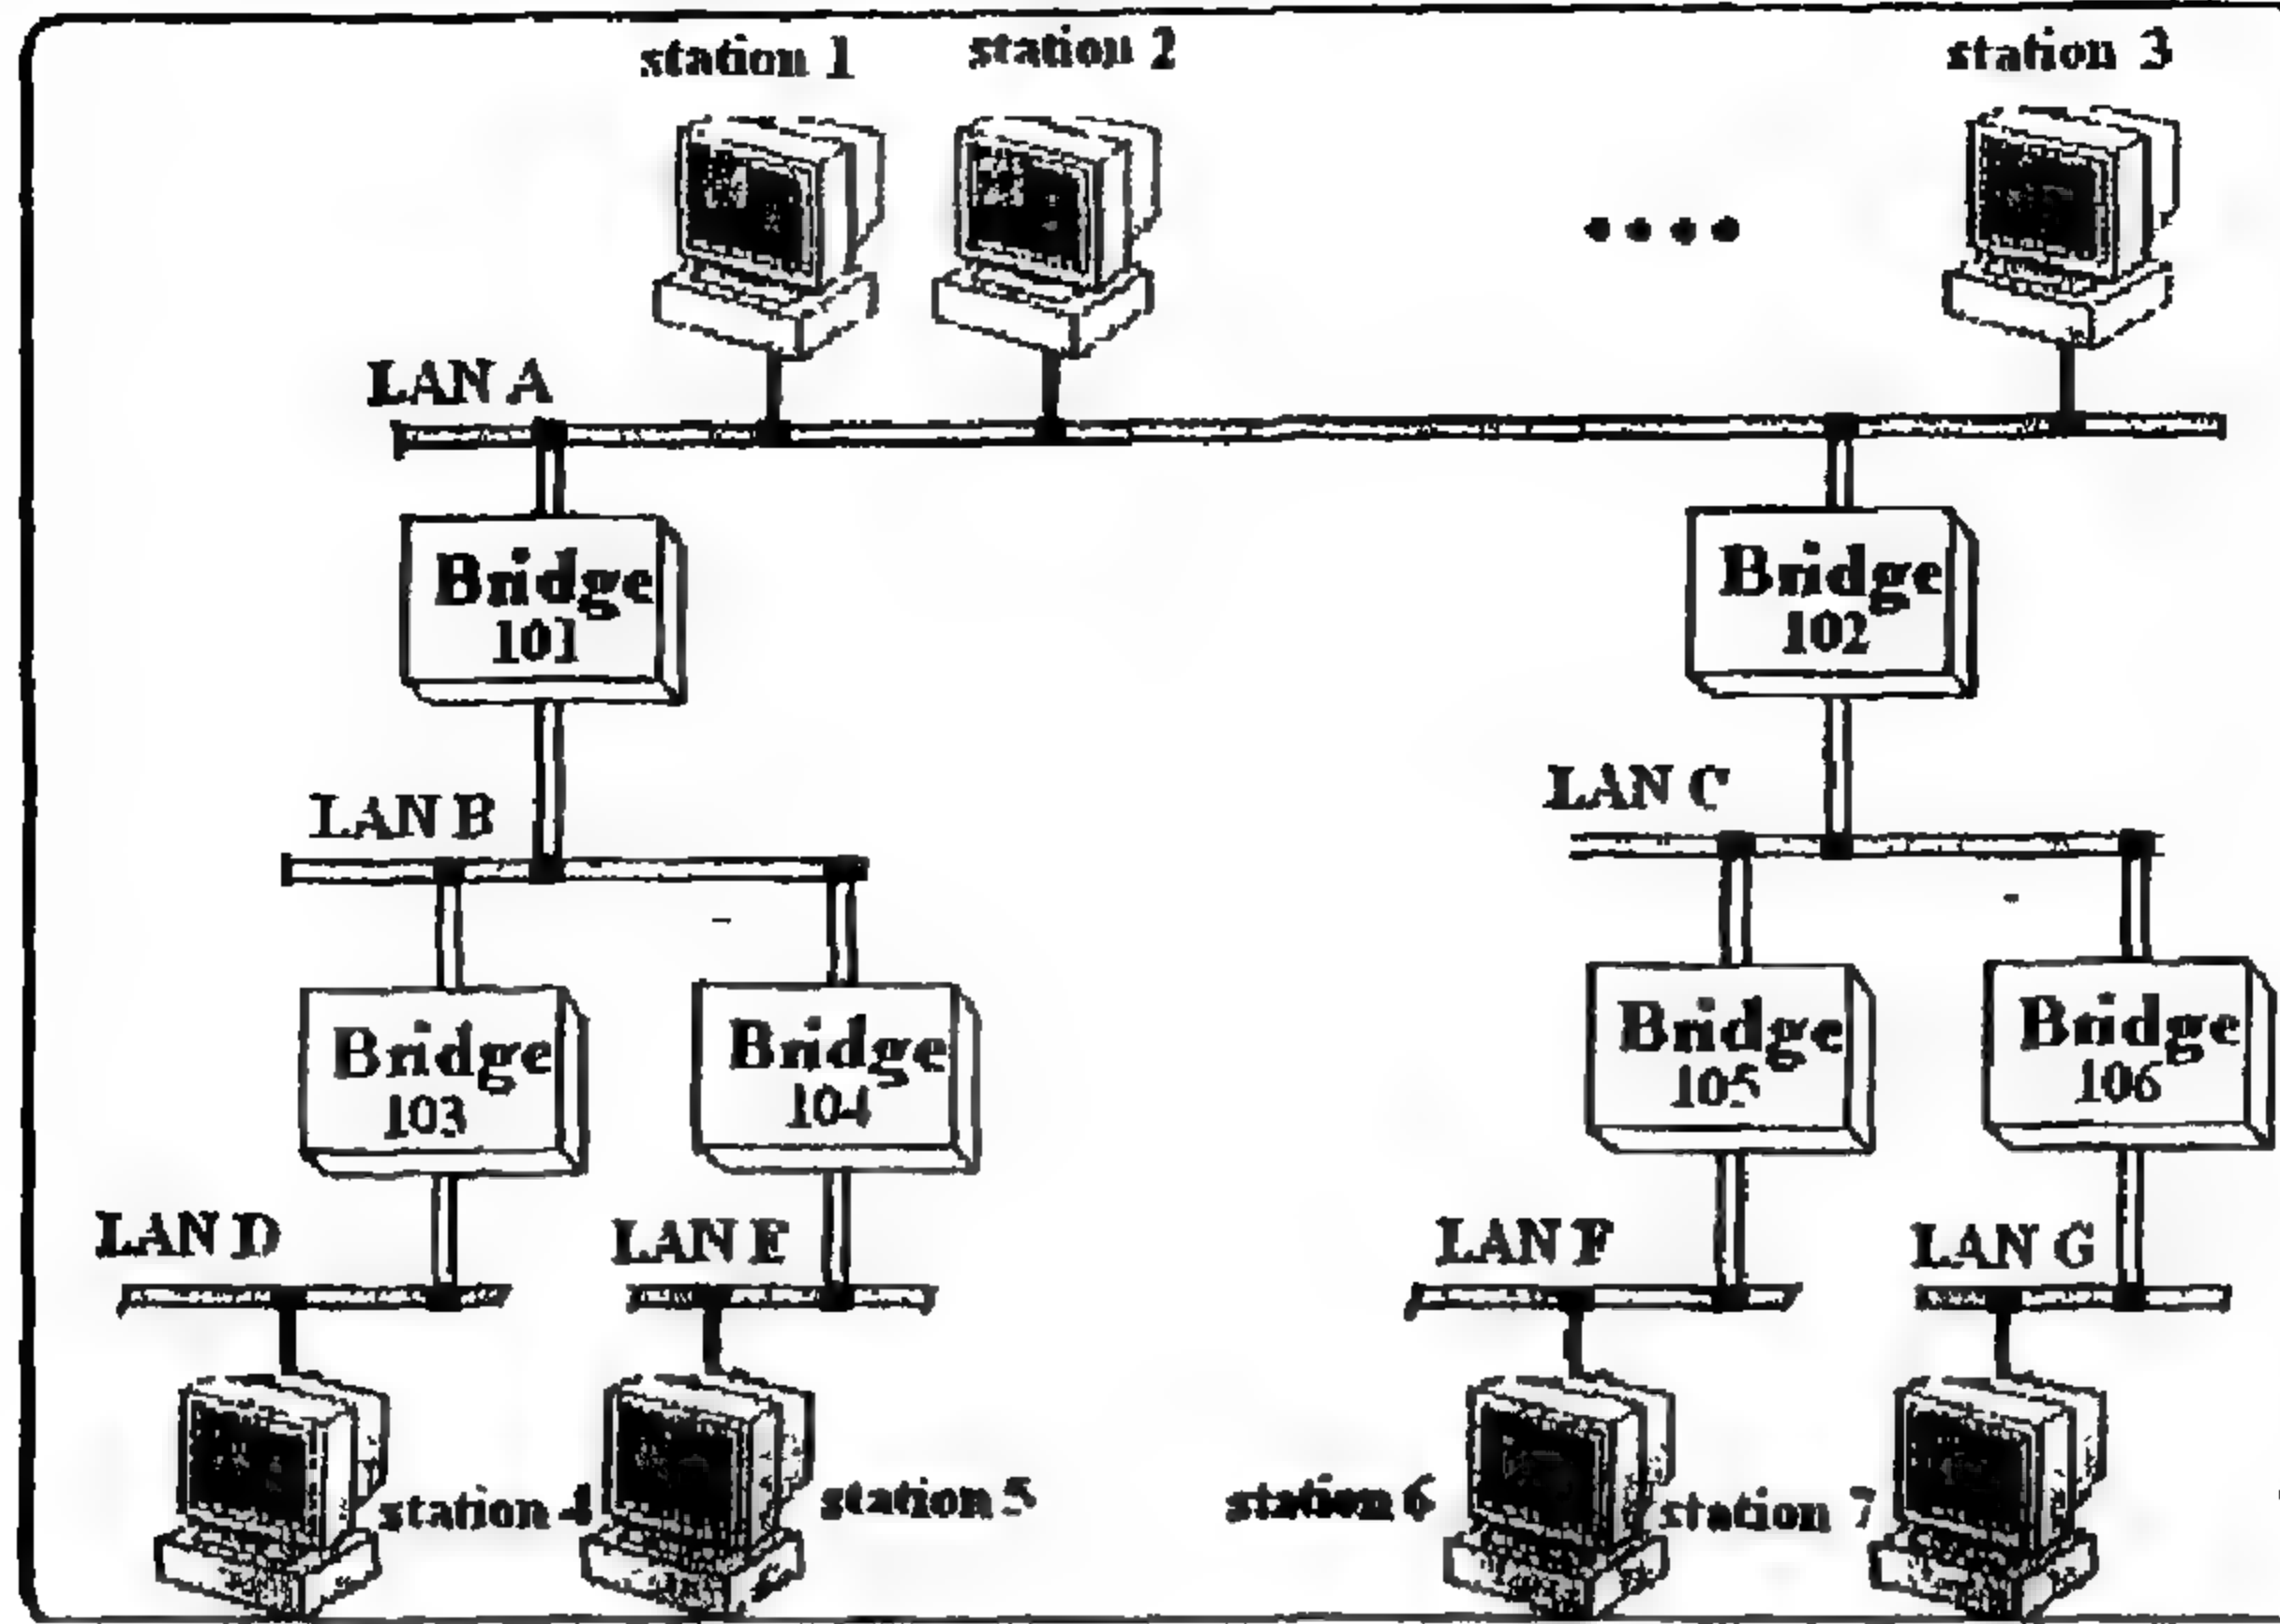 station 1
station 2
station 3
LAN A
Bridge
101
Bridge
102
LAN B
LAN C
Bridge
103
Bridge
104
Bridge
105
Bridge
106
LAN D
LAN E
LAN F
LAN G
station 4
station 5
station 6
station 7